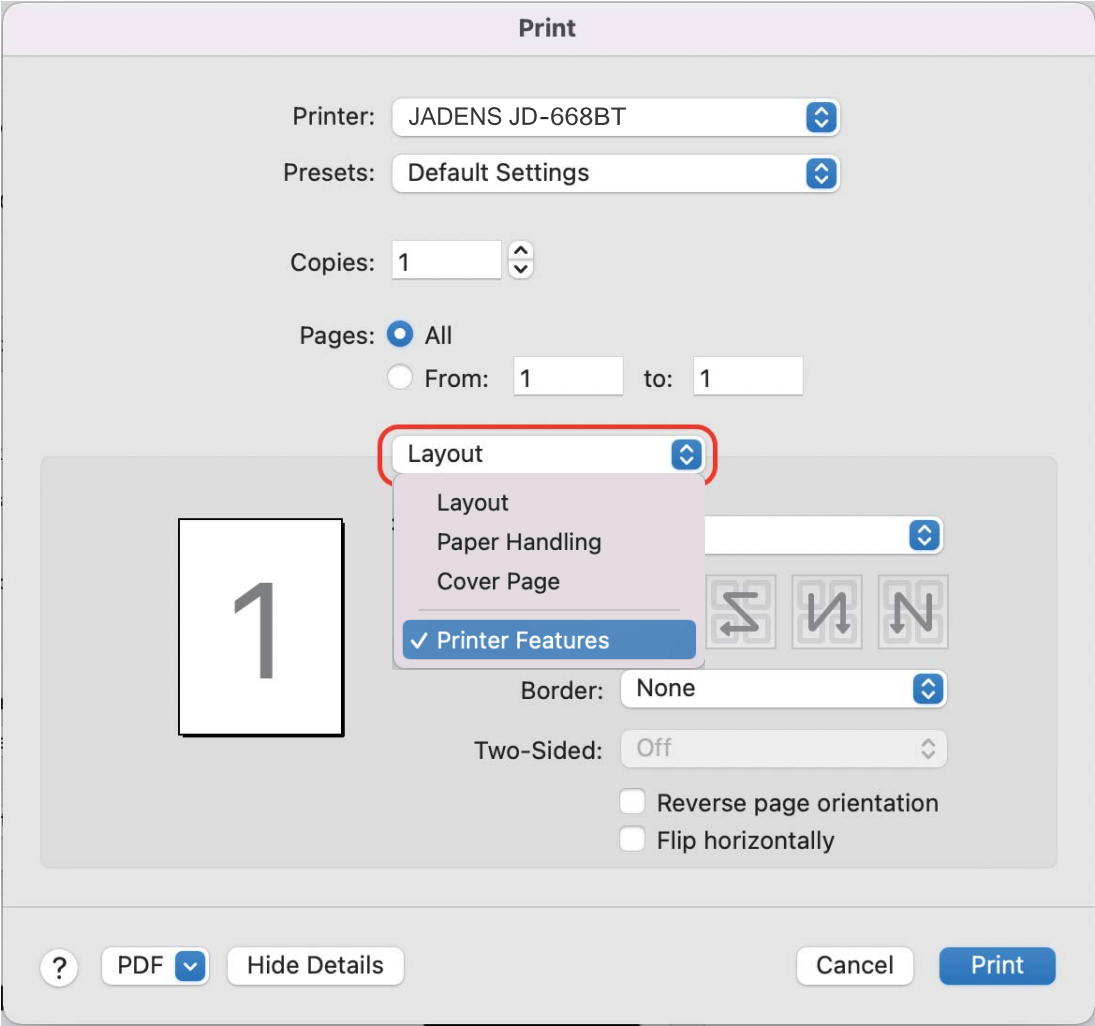 Print
Printer: JADENS JD-668BT
Presets: Default Settings
Copies: 1
Pages: All
From: 1 to: 1
Layout
Layout
Paper Handling
Cover Page
✓ Printer Features
1
Border: None
Two-Sided: Off
Reverse page orientation
Flip horizontally
? PDF Hide Details Cancel Print